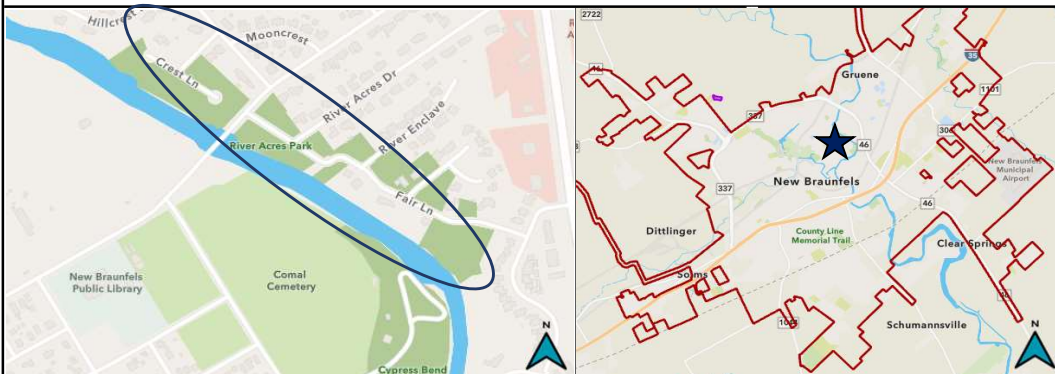 Hillcrest
Mooncrest
Crest Ln
River Acres Dr
River Enclave
River Acres Park
Fair Ln
New Braunfels
Public Library
Comal
Cemetery
Cypress Bend
N
2722
46
35
Gruene
1101
337
306
46
New Braunfels
Municipal
Airport
New Braunfels
337
46
Dittlinger
County Line
Memorial Trail
Clear Springs
Solms
46
Schumannsville
N